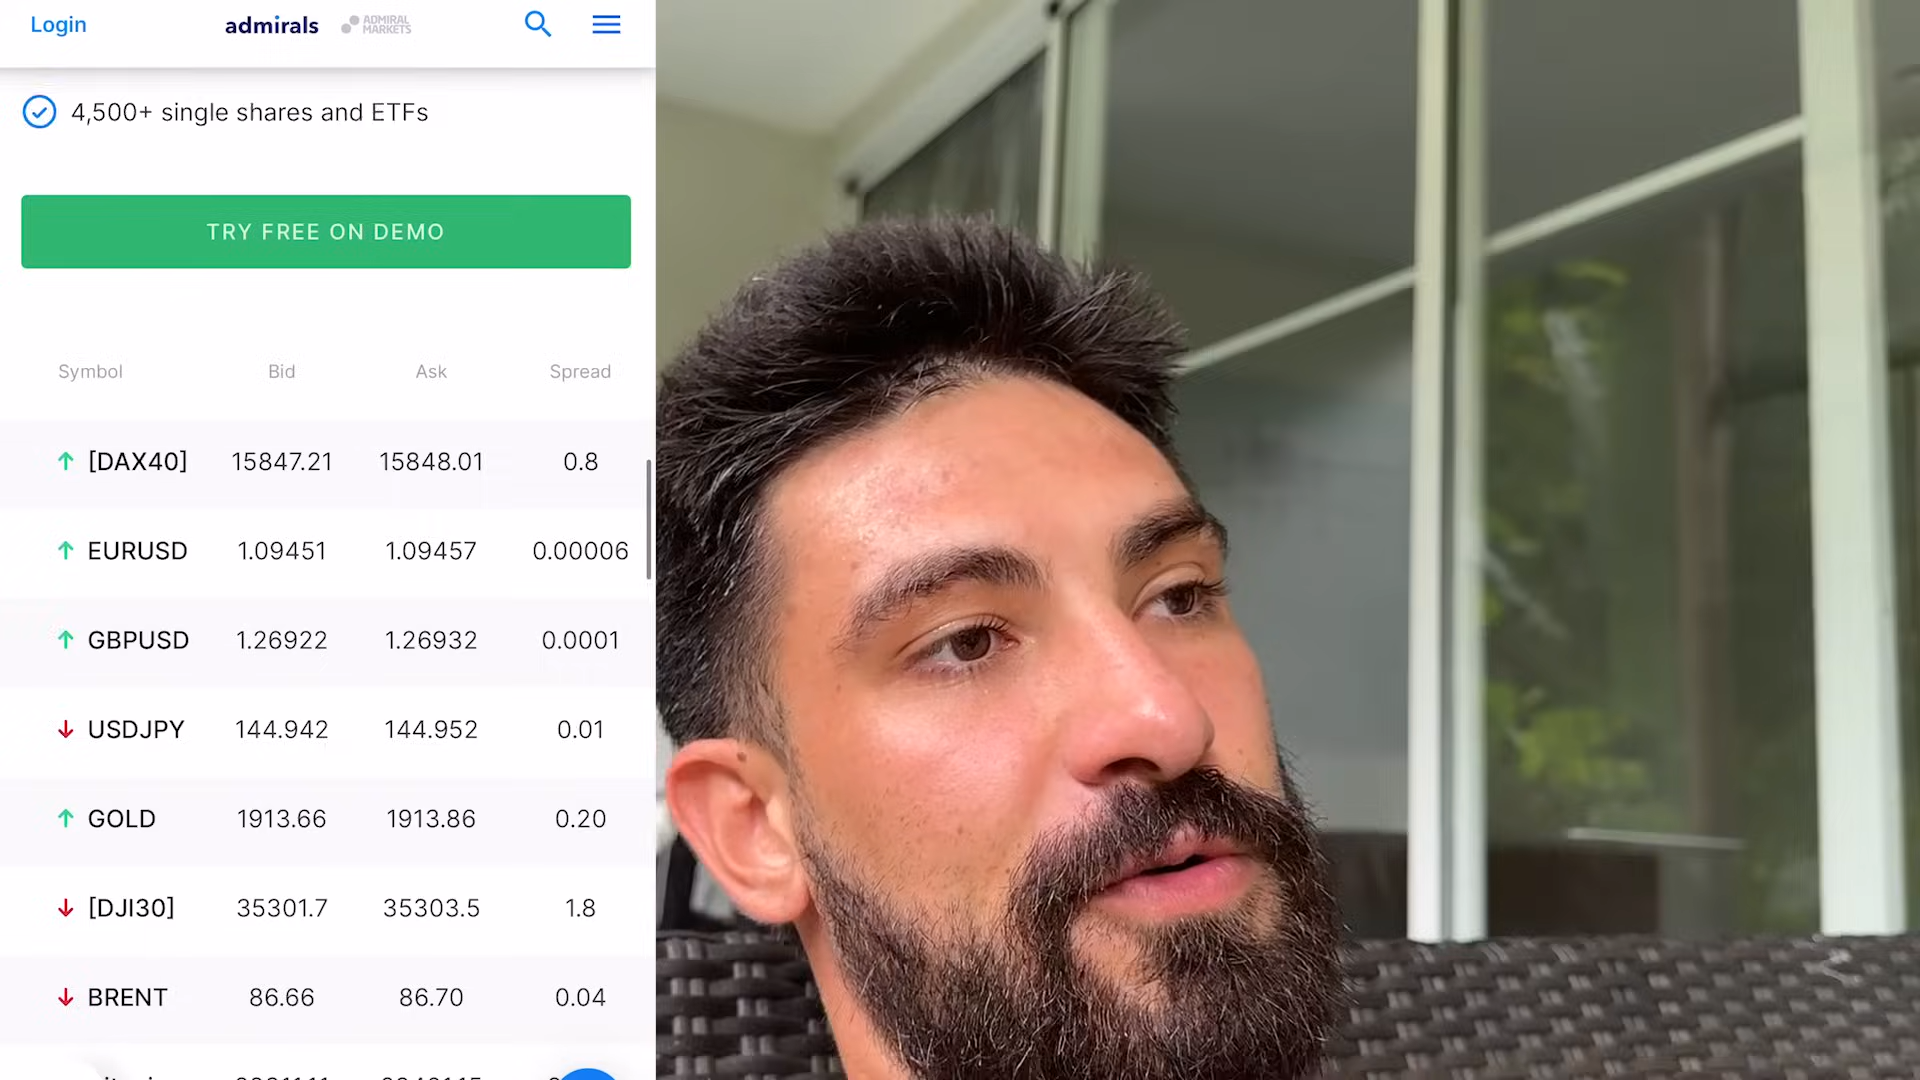 Login admirals ADMIRAL MARKETS
4,500+ single shares and ETFs
TRY FREE ON DEMO
Symbol Bid Ask Spread
[DAX40] 15847.21 15848.01 0.8
EURUSD 1.09451 1.09457 0.00006
GBPUSD 1.26922 1.26932 0.0001
USDJPY 144.942 144.952 0.01
GOLD 1913.66 1913.86 0.20
[DJI30] 35301.7 35303.5 1.8
BRENT 86.66 86.70 0.04